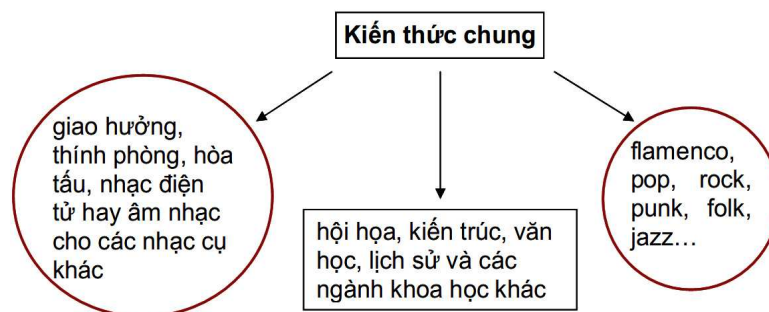 Kiến thức chung
giao hưởng,
thính phòng, hòa
tấu, nhạc điện
tử hay âm nhạc
cho các nhạc cụ
khác
hội họa, kiến trúc, văn
học, lịch sử và các
ngành khoa học khác
flamenco,
pop, rock,
punk, folk,
jazz…